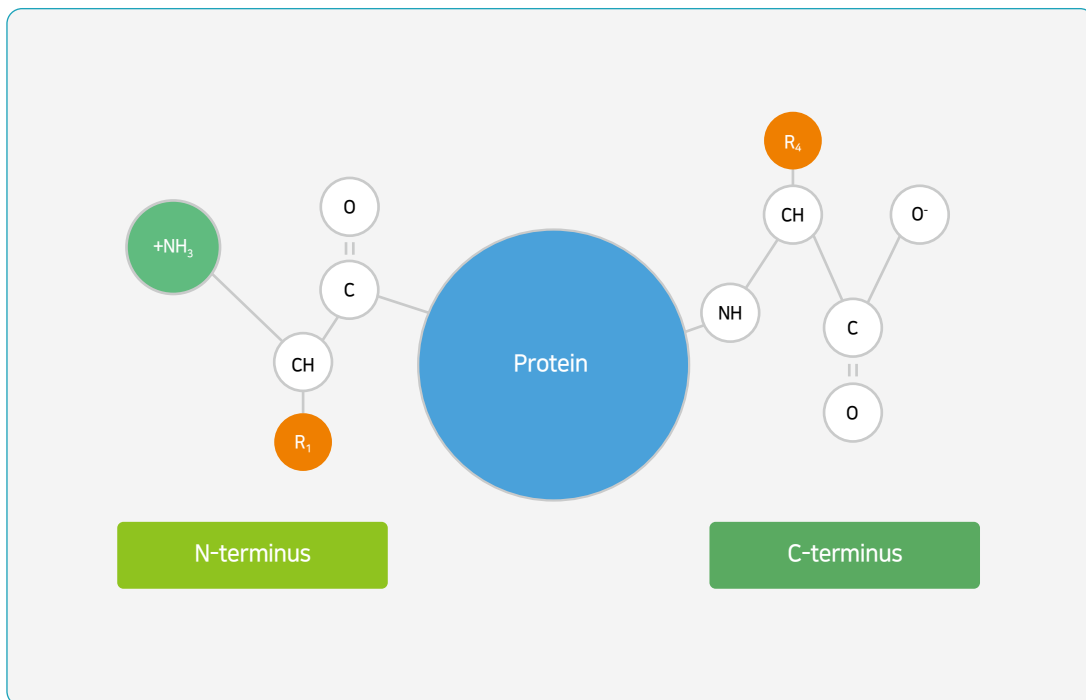 R₄
O
CH
O⁻
+NH₃
C
NH
C
Protein
CH
O
R₁
N-terminus
C-terminus